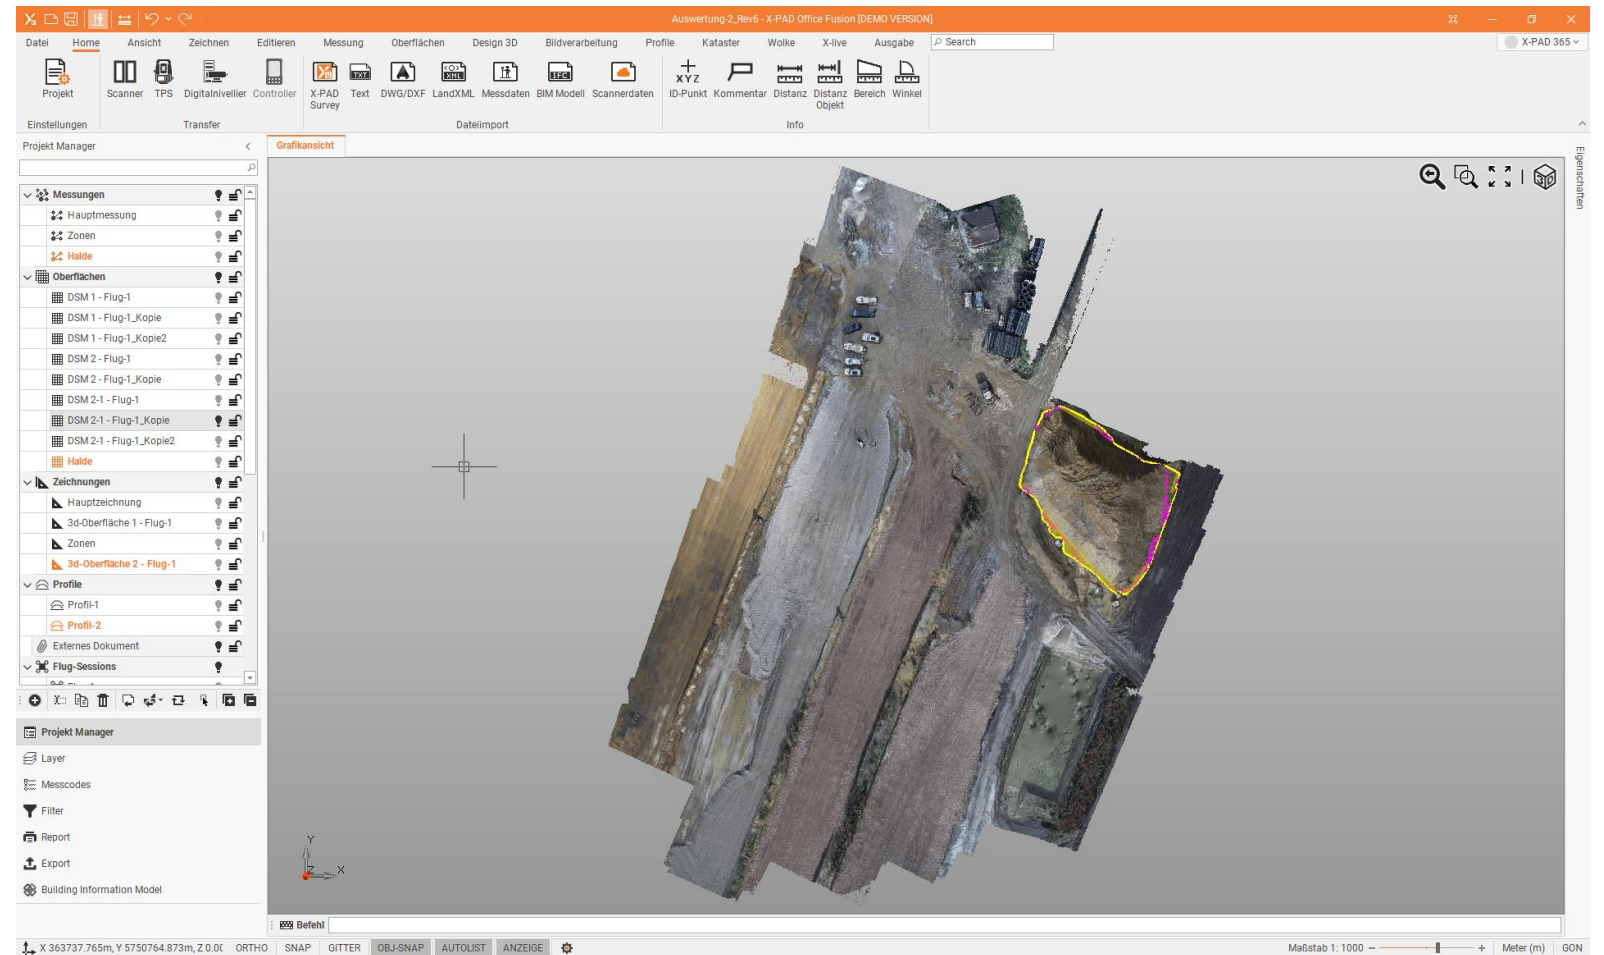 Auswertung-2_Rev6 - X-PAD Office Fusion [DEMO VERSION]
Datei Home Ansicht Zeichnen Editieren Messung Oberflächen Design 3D Bildverarbeitung Profile Kataster Wolke X-live Ausgabe Search X-PAD 365
Projekt Scanner TPS Digitalnivellier Controller X-PAD Survey Text DWG/DXF LandXML Messdaten BIM Modell Scannerdaten ID-Punkt Kommentar Distanz Distanz Objekt Bereich Winkel
Einstellungen Transfer Dateiimport Info
Projekt Manager
Grafikansicht
Eigenschaften
Messungen
Hauptmessung
Zonen
Halde
Oberflächen
DSM 1 - Flug-1
DSM 1 - Flug-1_Kopie
DSM 1 - Flug-1_Kopie2
DSM 2 - Flug-1
DSM 2 - Flug-1_Kopie
DSM 2-1 - Flug-1
DSM 2-1 - Flug-1_Kopie
DSM 2-1 - Flug-1_Kopie2
Halde
Zeichnungen
Hauptzeichnung
3d-Oberfläche 1 - Flug-1
Zonen
3d-Oberfläche 2 - Flug-1
Profile
Profil-1
Profil-2
Externes Dokument
Flug-Sessions
Projekt Manager
Layer
Messcodes
Filter
Report
Export
Building Information Model
Y
Z X
Befehl
X 363737.765m, Y 5750764.873m, Z 0.00 ORTHO SNAP GITTER OBJ-SNAP AUTOLIST ANZEIGE Maßstab 1: 1000 Meter (m) GON